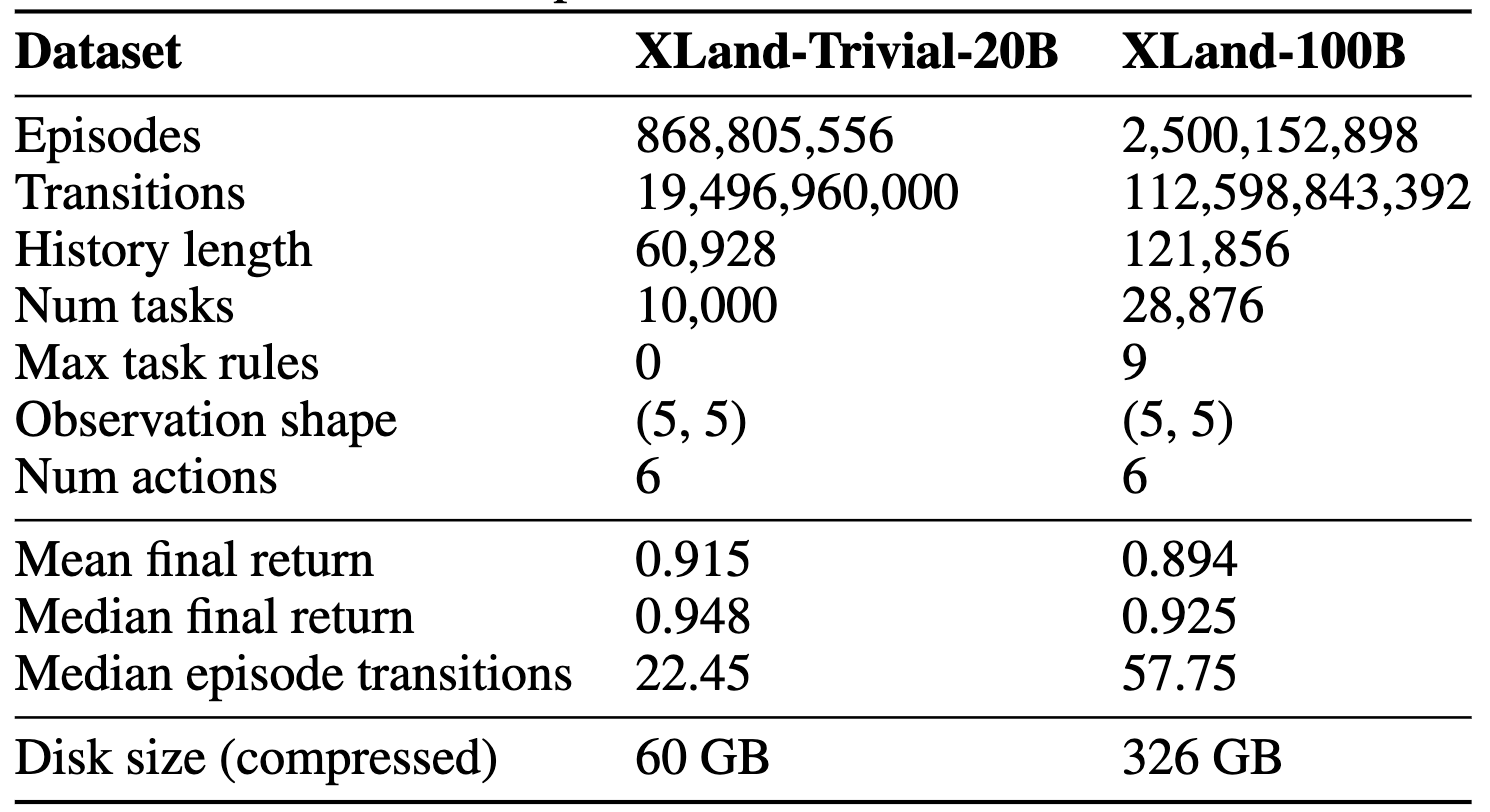 Dataset XLand-Trivial-20B XLand-100B
Episodes 868,805,556 2,500,152,898
Transitions 19,496,960,000 112,598,843,392
History length 60,928 121,856
Num tasks 10,000 28,876
Max task rules 0 9
Observation shape (5, 5) (5, 5)
Num actions 6 6
Mean final return 0.915 0.894
Median final return 0.948 0.925
Median episode transitions 22.45 57.75
Disk size (compressed) 60 GB 326 GB